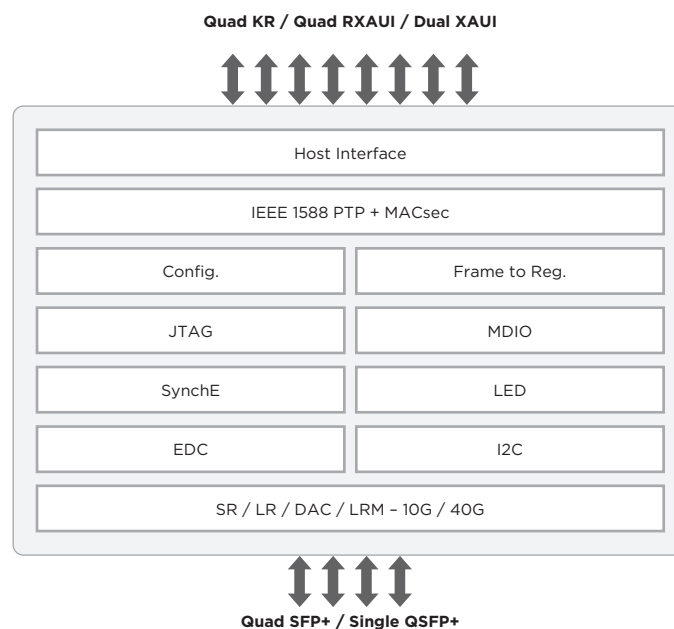 Quad KR / Quad RXAUI / Dual XAUI
Host Interface
IEEE 1588 PTP + MACsec
Config.
Frame to Reg.
JTAG
MDIO
SynchE
LED
EDC
I2C
SR / LR / DAC / LRM – 10G / 40G
Quad SFP+ / Single QSFP+